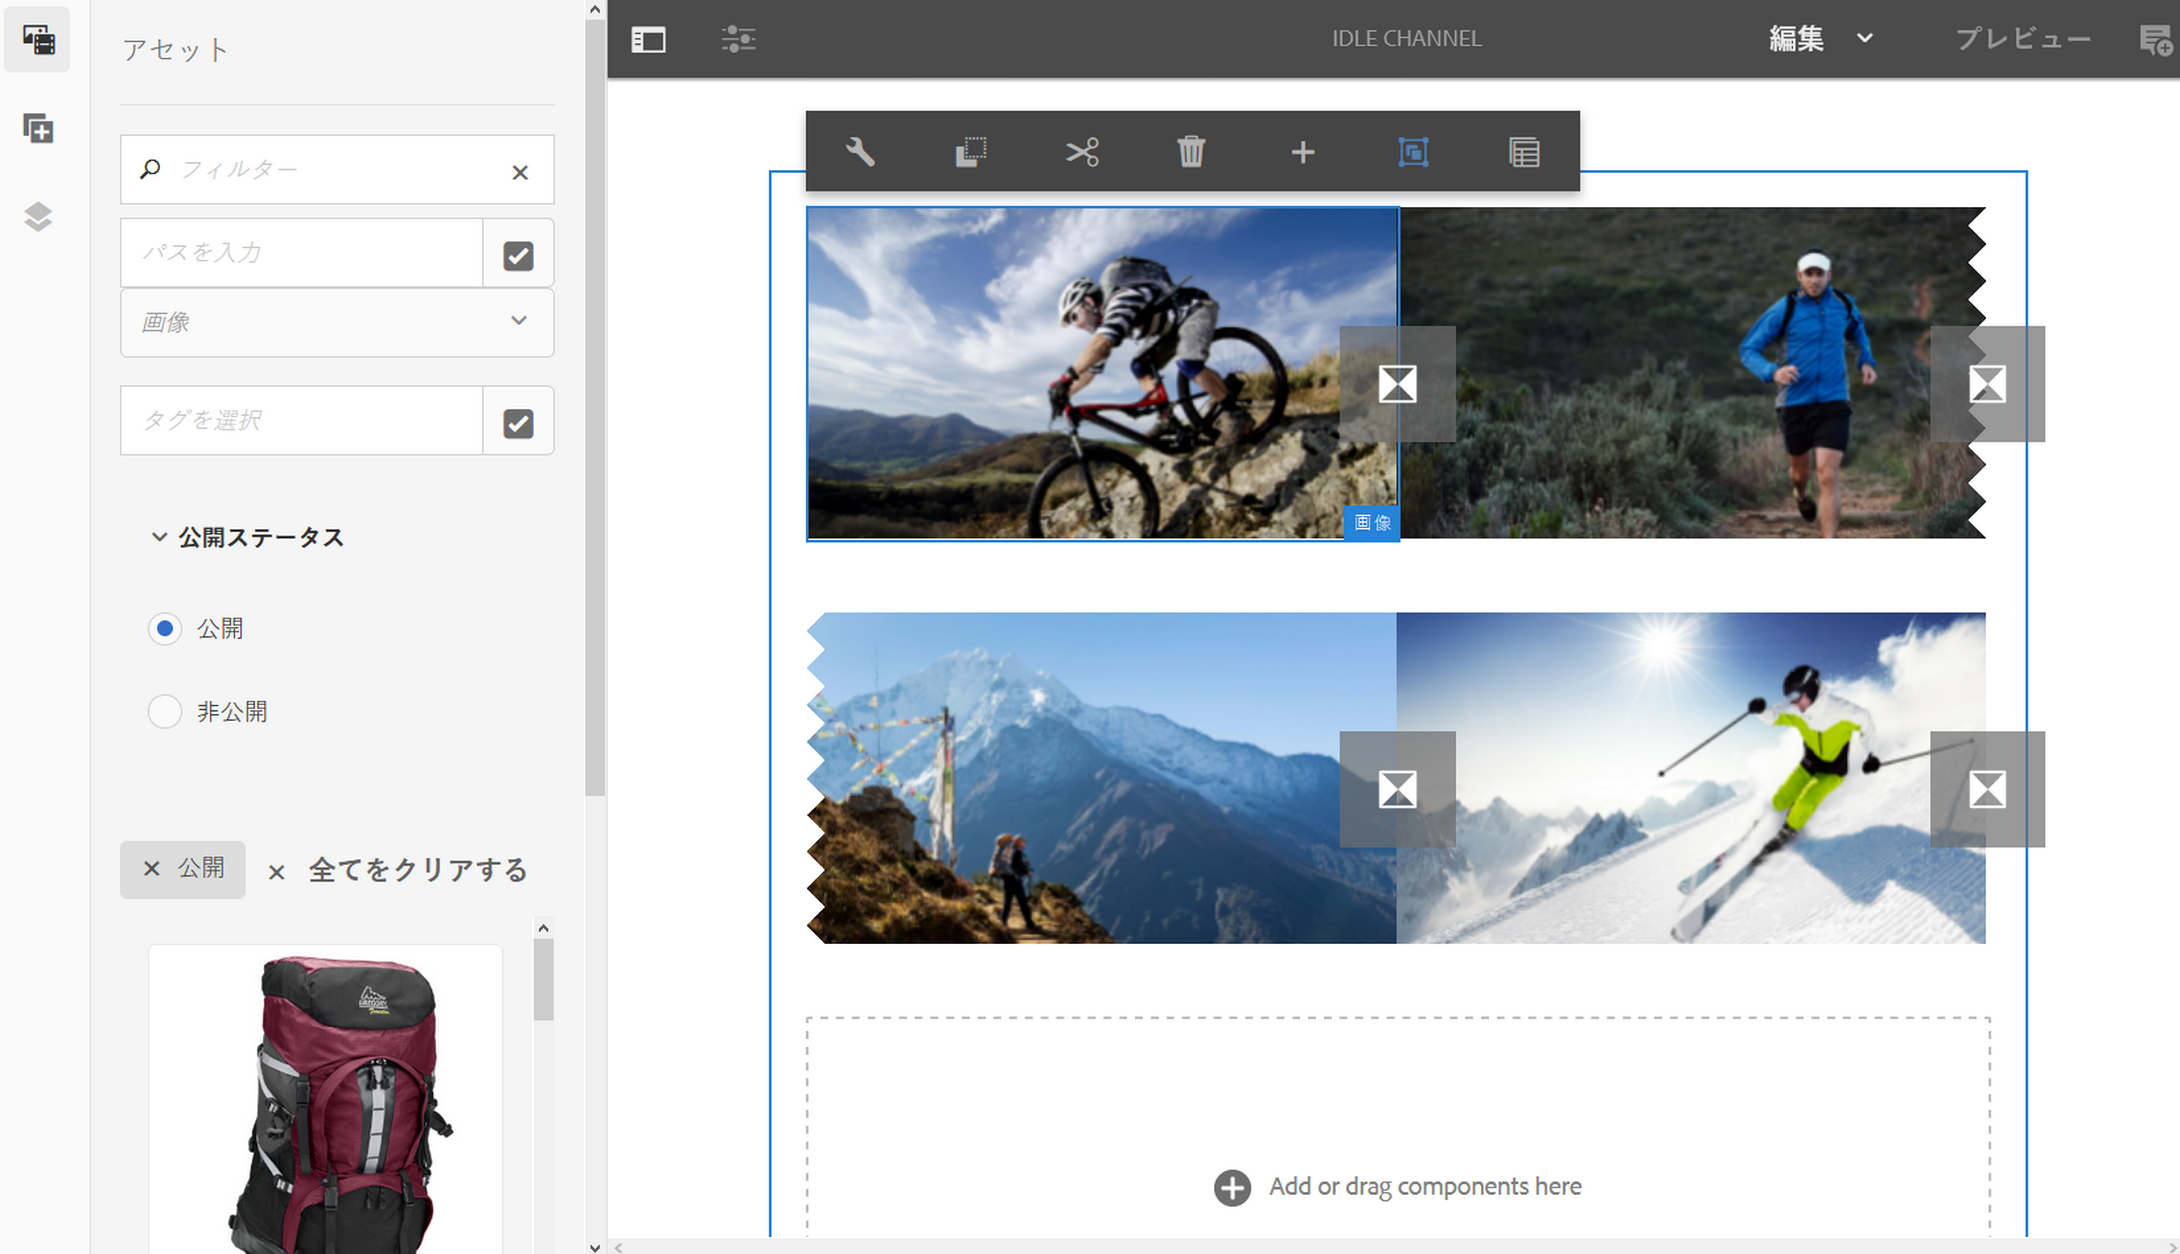 アセット
フィルター
パスを入力
画像
タグを選択
公開ステータス
公開
非公開
公開
全てをクリアする
GREGORY
IDLE CHANNEL
編集
プレビュー
画像
Add or drag components here